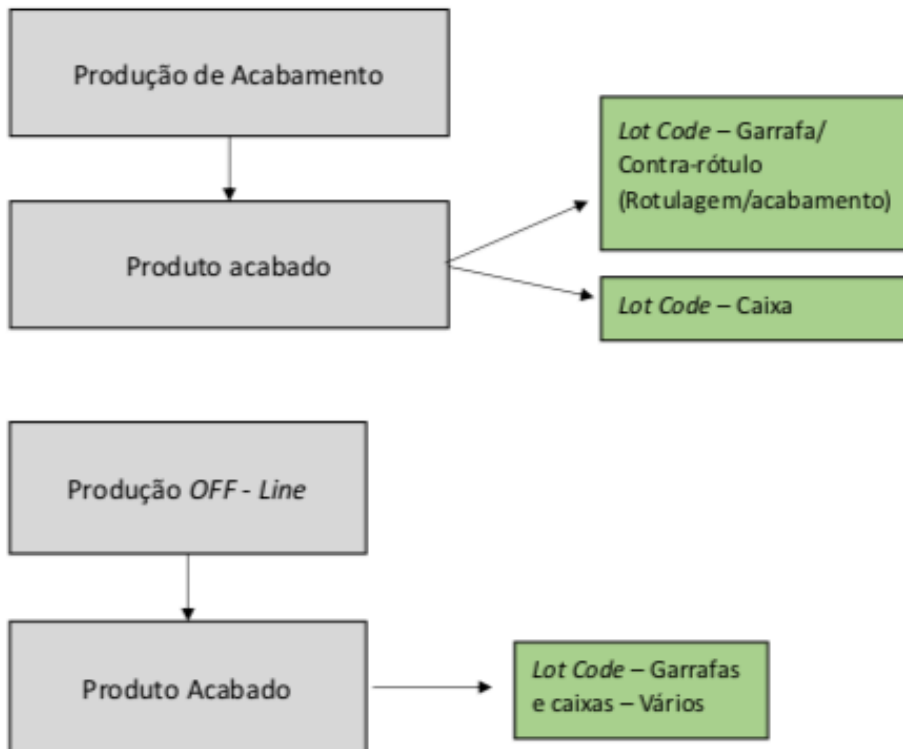 Produção de Acabamento
Produto acabado
Lot Code – Garrafa/
Contra-rótulo
(Rotulagem/acabamento)
Lot Code – Caixa
Produção OFF - Line
Produto Acabado
Lot Code – Garrafas
e caixas – Vários